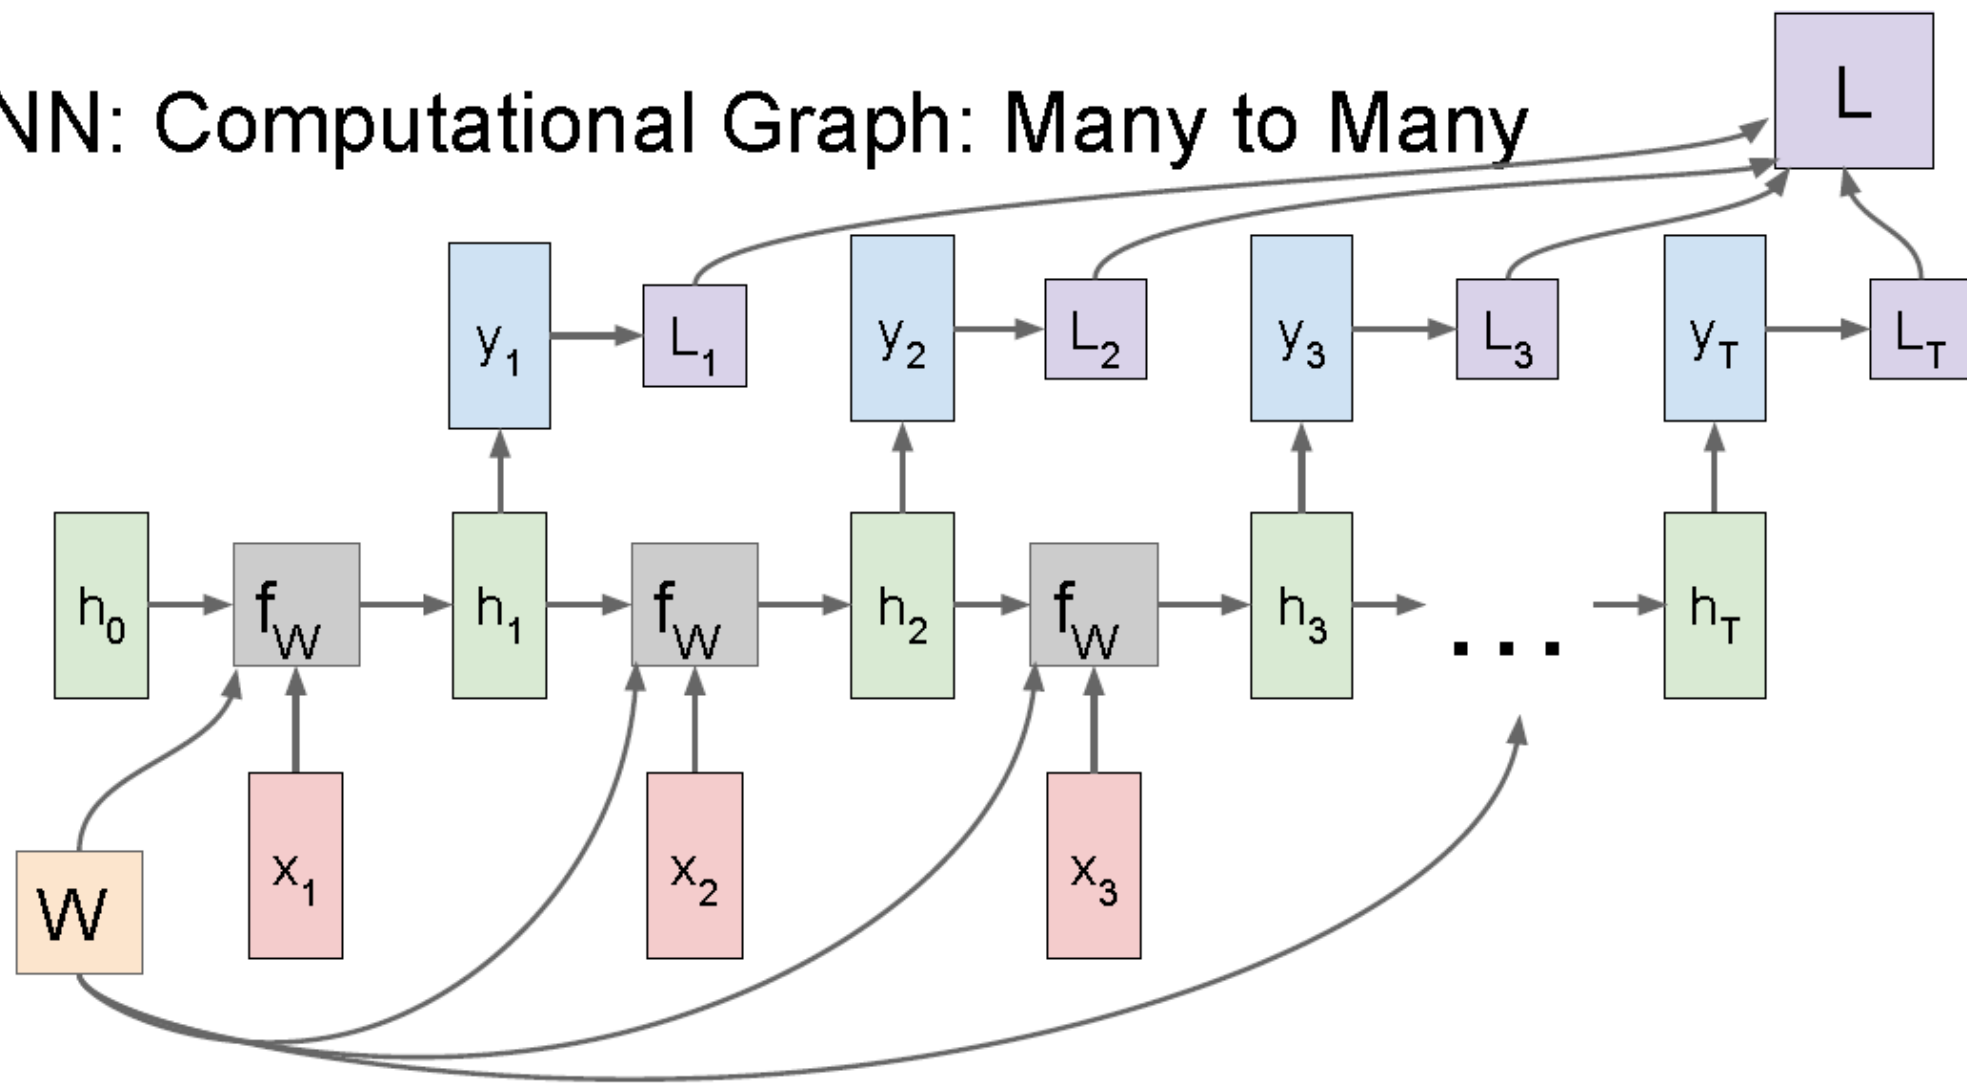 NN: Computational Graph: Many to Many
L
y1 L1 y2 L2 y3 L3 yT LT
h0 fW h1 fW h2 fW h3 ... hT
W x1 x2 x3